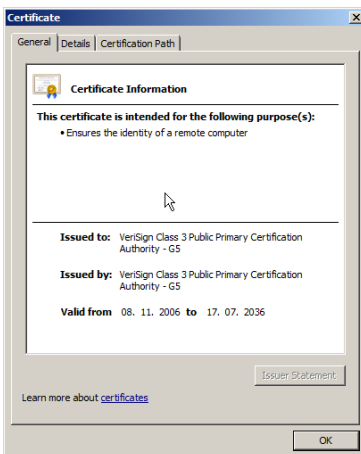 Certificate
General Details Certification Path
Certificate Information
This certificate is intended for the following purpose(s):
• Ensures the identity of a remote computer
Issued to: VeriSign Class 3 Public Primary Certification
Authority - G5
Issued by: VeriSign Class 3 Public Primary Certification
Authority - G5
Valid from 08. 11. 2006 to 17. 07. 2036
Issuer Statement
Learn more about certificates
OK